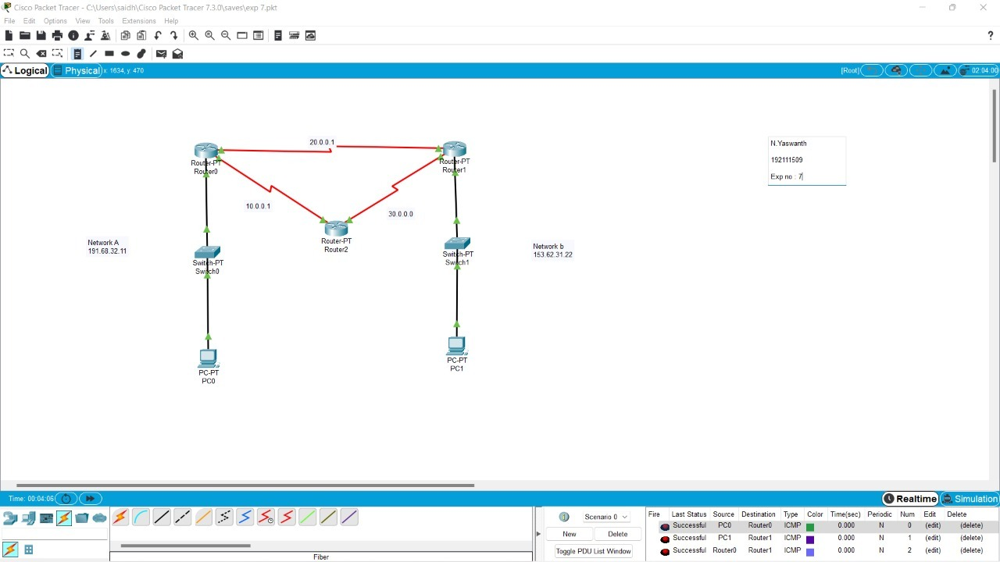 Cisco Packet Tracer - C:\Users\saidh\Cisco Packet Tracer 7.3.0\saves\exp 7.pkt
File Edit Options View Tools Extensions Help
?
Logical Physical x: 1634, y: 470 [Root] 02:04:00
20.0.0.1
Router-PT
Router0
Router-PT
Router1
10.0.0.1
30.0.0.0
Router-PT
Router2
N.Yaswanth
192111509
Exp no : 7
Network A
191.68.32.11
Switch-PT
Switch0
Switch-PT
Switch1
Network b
153.62.31.22
PC-PT
PC0
PC-PT
PC1
Time: 00:04:06 Realtime Simulation
Scenario 0
New Delete
Toggle PDU List Window
Fiber
Fire Last Status Source Destination Type Color Time(sec) Periodic Num Edit Delete
Successful PC0 Router0 ICMP 0.000 N 0 (edit) (delete)
Successful PC1 Router1 ICMP 0.000 N 1 (edit) (delete)
Successful Router0 Router1 ICMP 0.000 N 2 (edit) (delete)